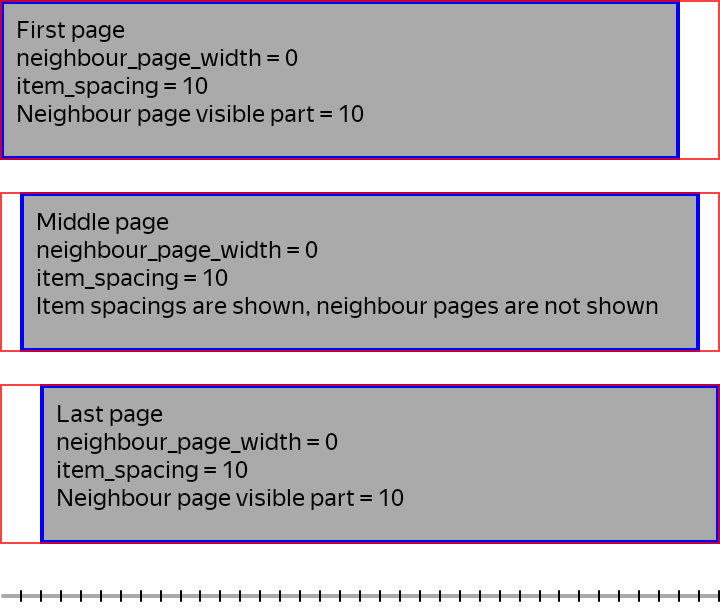 First page
neighbour_page_width = 0
item_spacing = 10
Neighbour page visible part = 10
Middle page
neighbour_page_width = 0
item_spacing = 10
Item spacings are shown, neighbour pages are not shown
Last page
neighbour_page_width = 0
item_spacing = 10
Neighbour page visible part = 10